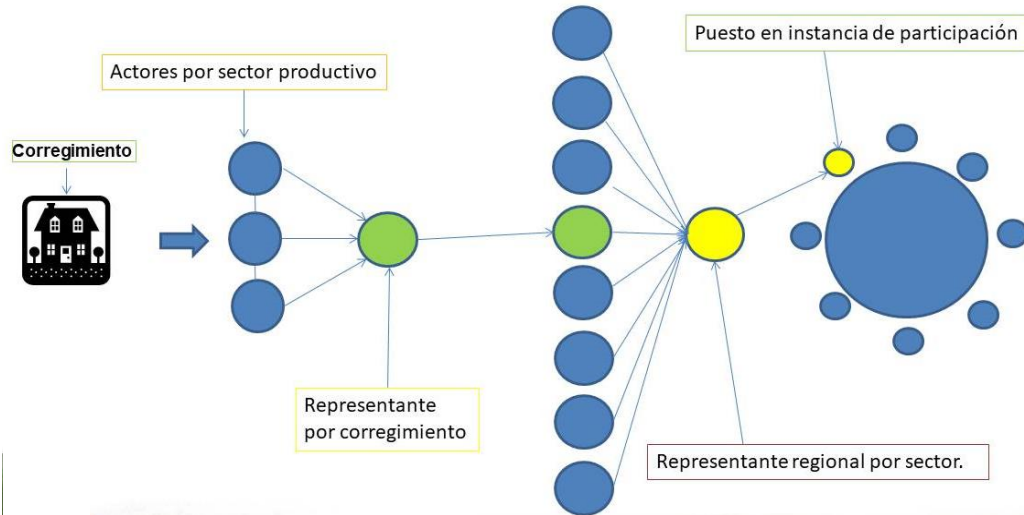 Puesto en instancia de participación
Actores por sector productivo
Corregimiento
Representante
por corregimiento
Representante regional por sector.